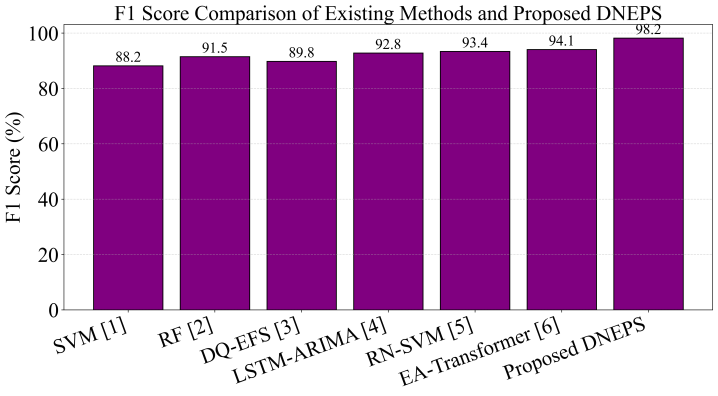 F1 Score Comparison of Existing Methods and Proposed DNEPS
F1 Score (%)
100
80
60
40
20
0
88.2
91.5
89.8
92.8
93.4
94.1
98.2
SVM [1]
RF [2]
DQ-EFS [3]
LSTM-ARIMA [4]
RN-SVM [5]
EA-Transformer [6]
Proposed DNEPS